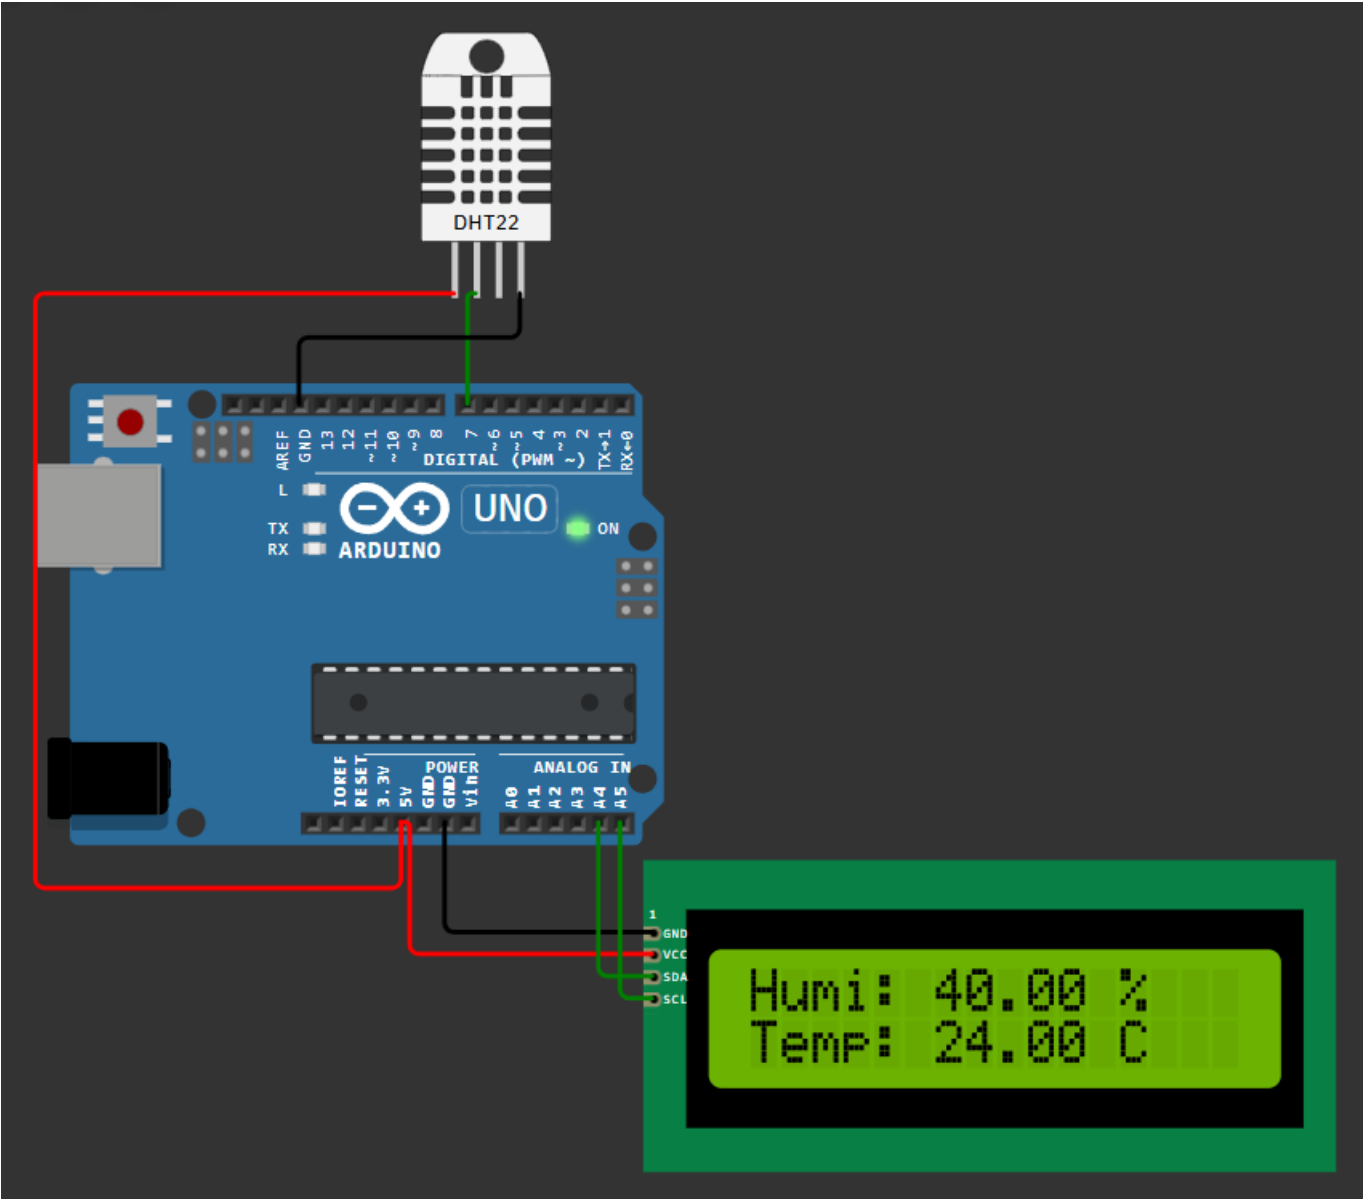 DHT22
AREF
GND
13
12
~11
~10
~9
8
7
~6
~5
4
~3
2
TX→1
RX←0
DIGITAL (PWM ~)
L
TX
RX
ARDUINO
UNO
ON
POWER
ANALOG IN
IOREF
RESET
3.3V
5V
GND
GND
Vin
A0
A1
A2
A3
A4
A5
1
GND
VCC
SDA
SCL
Humi: 40.00 %
Temp: 24.00 C